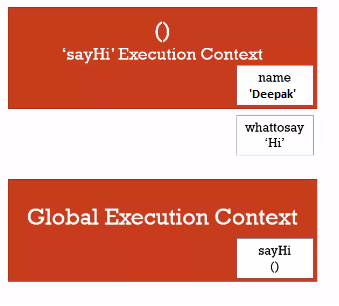 ()
‘sayHi’ Execution Context
name
'Deepak'
whattosay
‘Hi’
Global Execution Context
sayHi
()